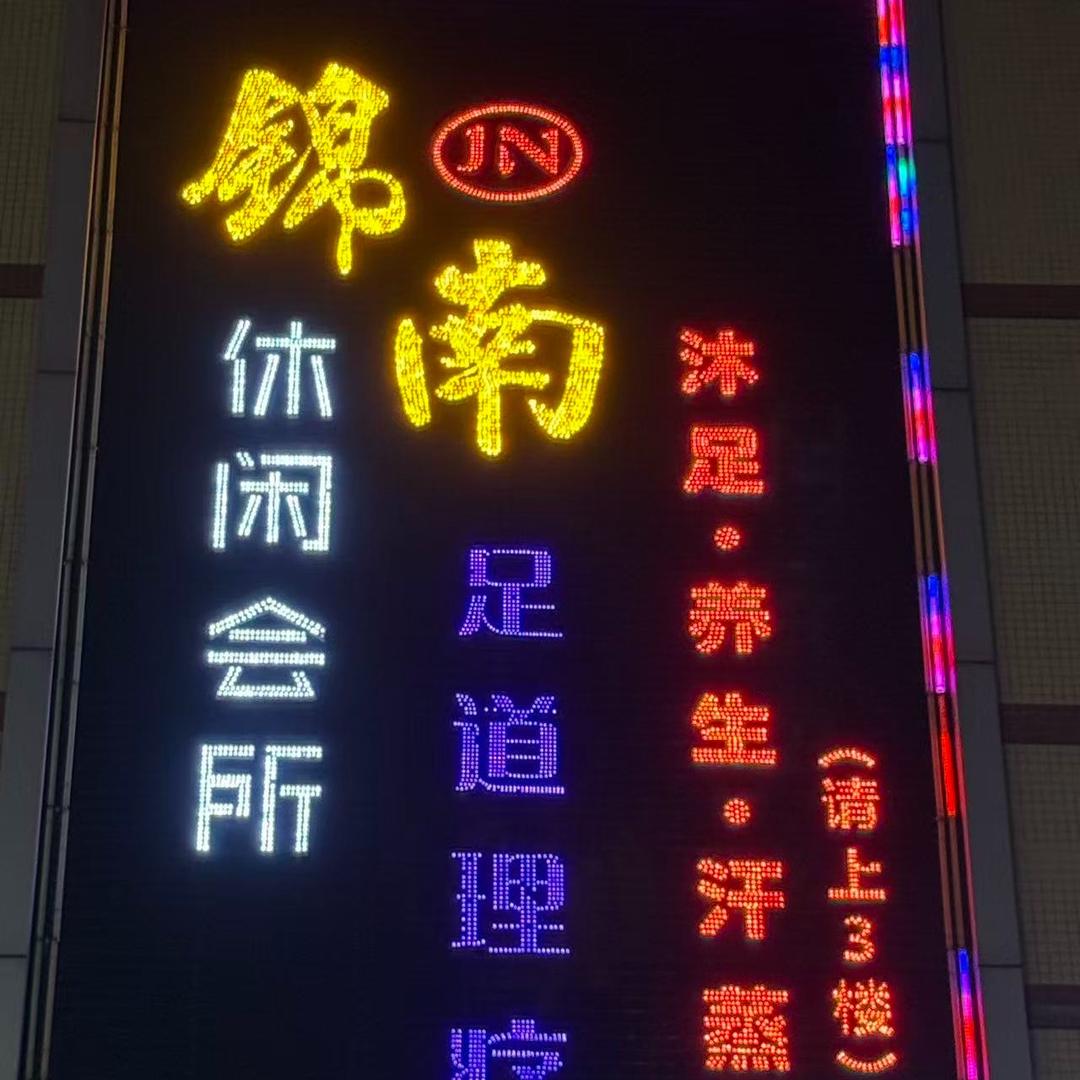 錦南
JN
休闲会所
足道理疗
沐足·养生·汗蒸
(请上3楼)